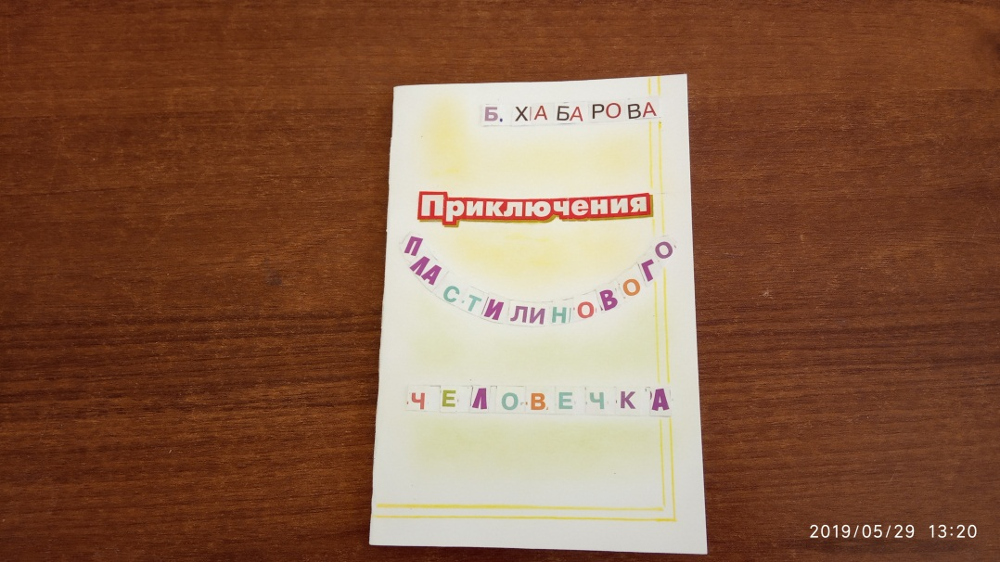 Б. ХАБАРОВА
Приключения
ПЛАСТИЛИНОВОГО
ЧЕЛОВЕЧКА
2019/05/29 13:20